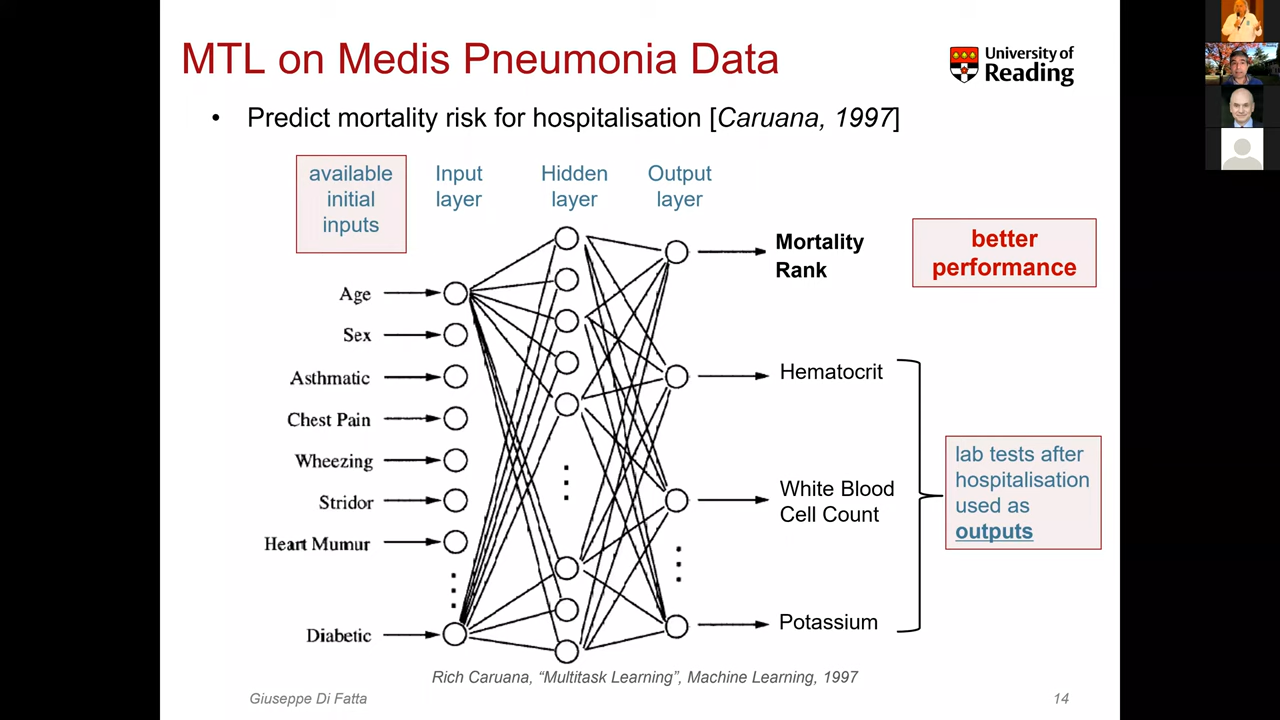 MTL on Medis Pneumonia Data
University of
Reading
• Predict mortality risk for hospitalisation [Caruana, 1997]
available
initial
inputs
Input
layer
Hidden
layer
Output
layer
Mortality
Rank
better
performance
Age
Sex
Asthmatic
Chest Pain
Wheezing
Stridor
Heart Mumur
Diabetic
Hematocrit
White Blood
Cell Count
Potassium
lab tests after
hospitalisation
used as
outputs
Rich Caruana, “Multitask Learning”, Machine Learning, 1997
Giuseppe Di Fatta
14